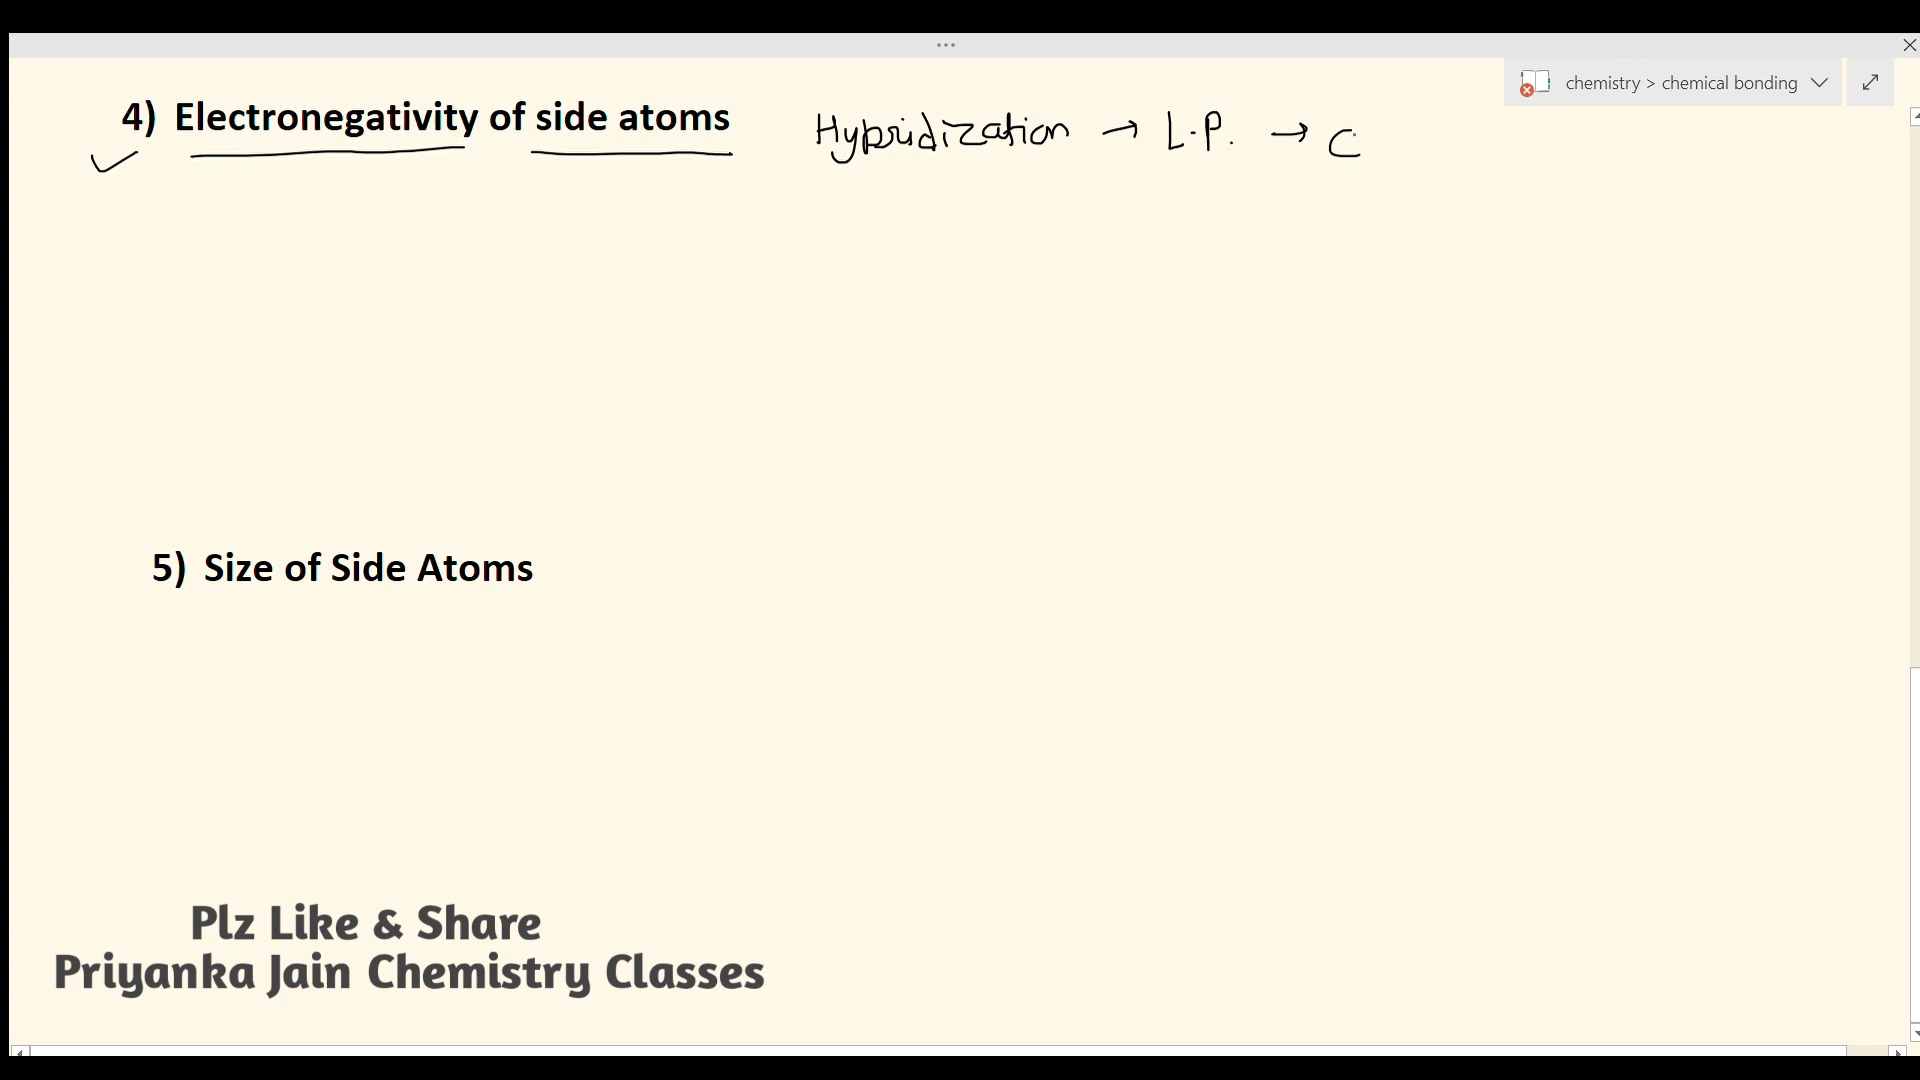 chemistry > chemical bonding
4) Electronegativity of side atoms Hybridization → L.P. → C
5) Size of Side Atoms
Plz Like & Share
Priyanka Jain Chemistry Classes